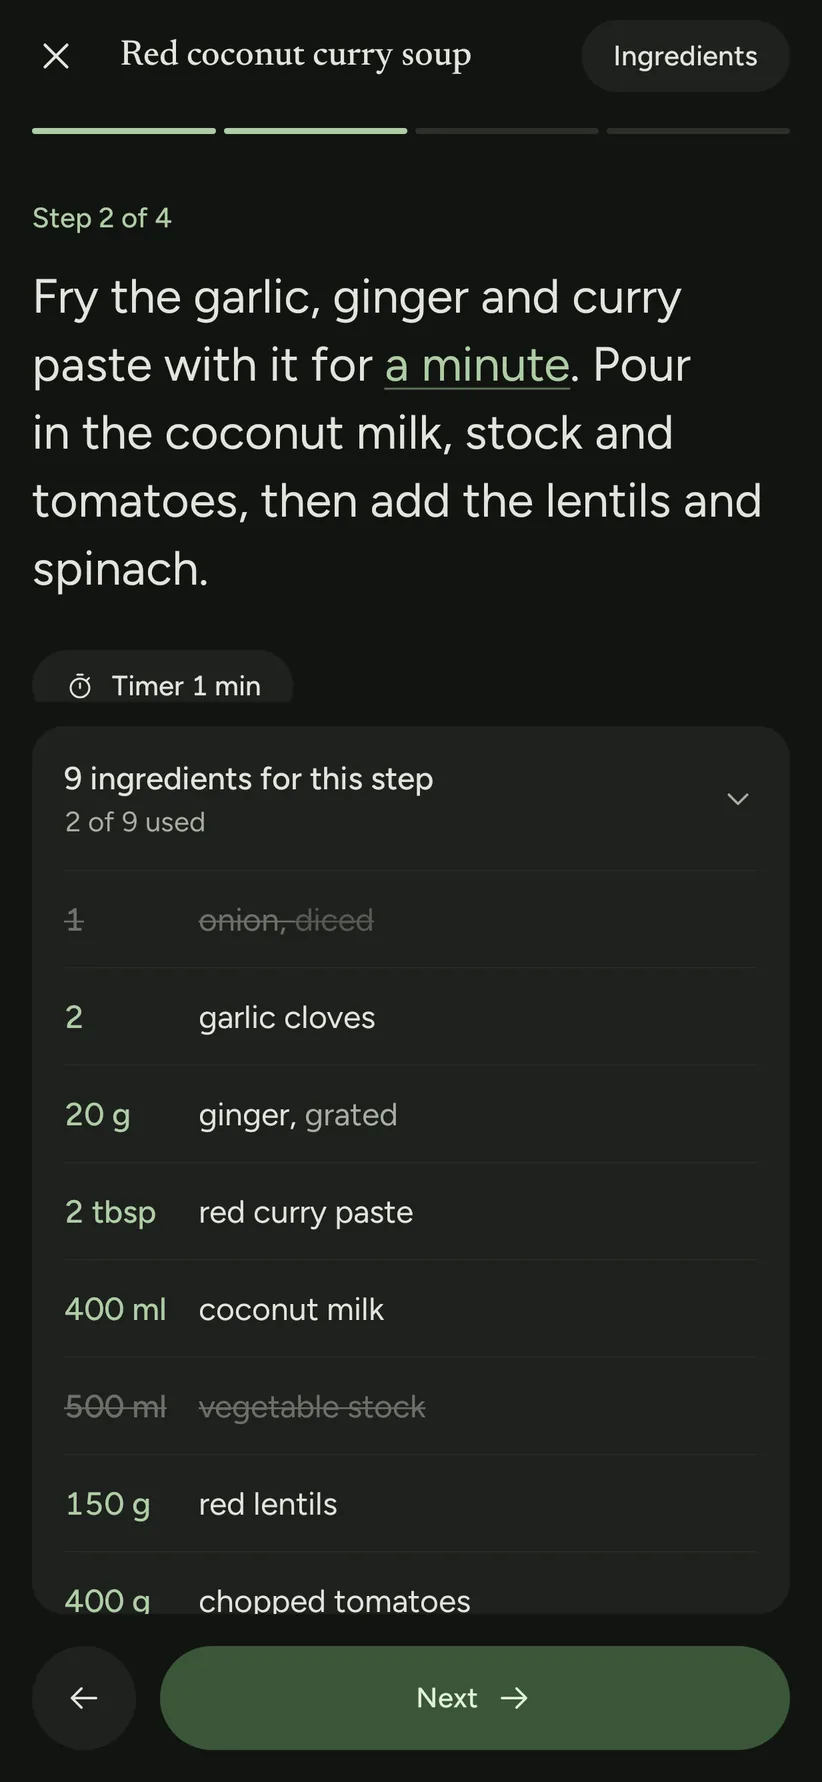 Red coconut curry soup
Ingredients
Step 2 of 4
Fry the garlic, ginger and curry
paste with it for a minute. Pour
in the coconut milk, stock and
tomatoes, then add the lentils and
spinach.
Timer 1 min
9 ingredients for this step
2 of 9 used
1 onion, diced
2 garlic cloves
20 g ginger, grated
2 tbsp red curry paste
400 ml coconut milk
500 ml vegetable stock
150 g red lentils
400 g chopped tomatoes
Next